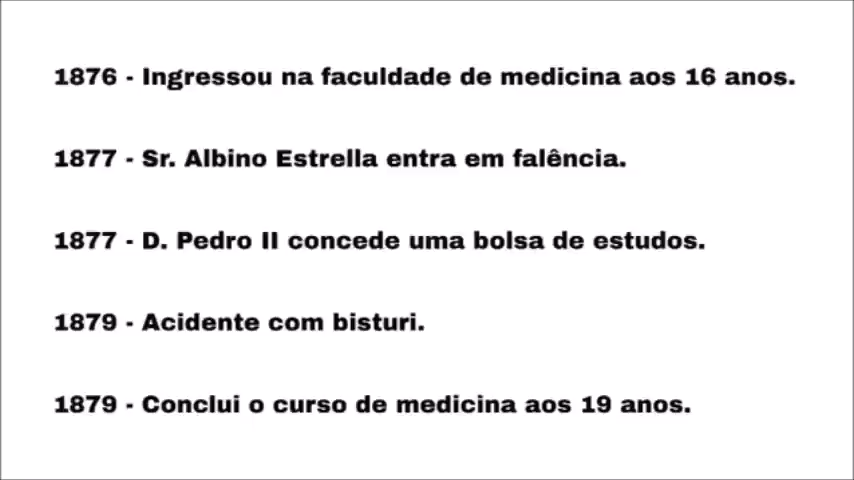 1876 - Ingressou na faculdade de medicina aos 16 anos.
1877 - Sr. Albino Estrella entra em falência.
1877 - D. Pedro II concede uma bolsa de estudos.
1879 - Acidente com bisturi.
1879 - Conclui o curso de medicina aos 19 anos.